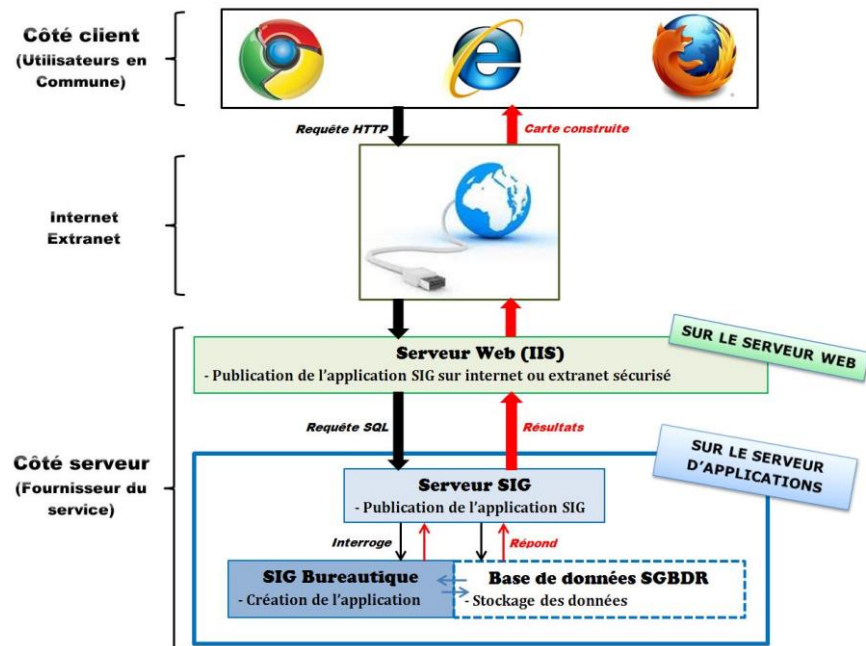 Côté client
(Utilisateurs en
Commune)
Requête HTTP
Carte construite
Internet
Extranet
SUR LE SERVEUR WEB
Serveur Web (IIS)
- Publication de l'application SIG sur internet ou extranet sécurisé
Requête SQL
Résultats
SUR LE SERVEUR
D'APPLICATIONS
Côté serveur
(Fournisseur du
service)
Serveur SIG
- Publication de l'application SIG
Interroge
Répond
SIG Bureautique
- Création de l'application
Base de données SGBDR
- Stockage des données